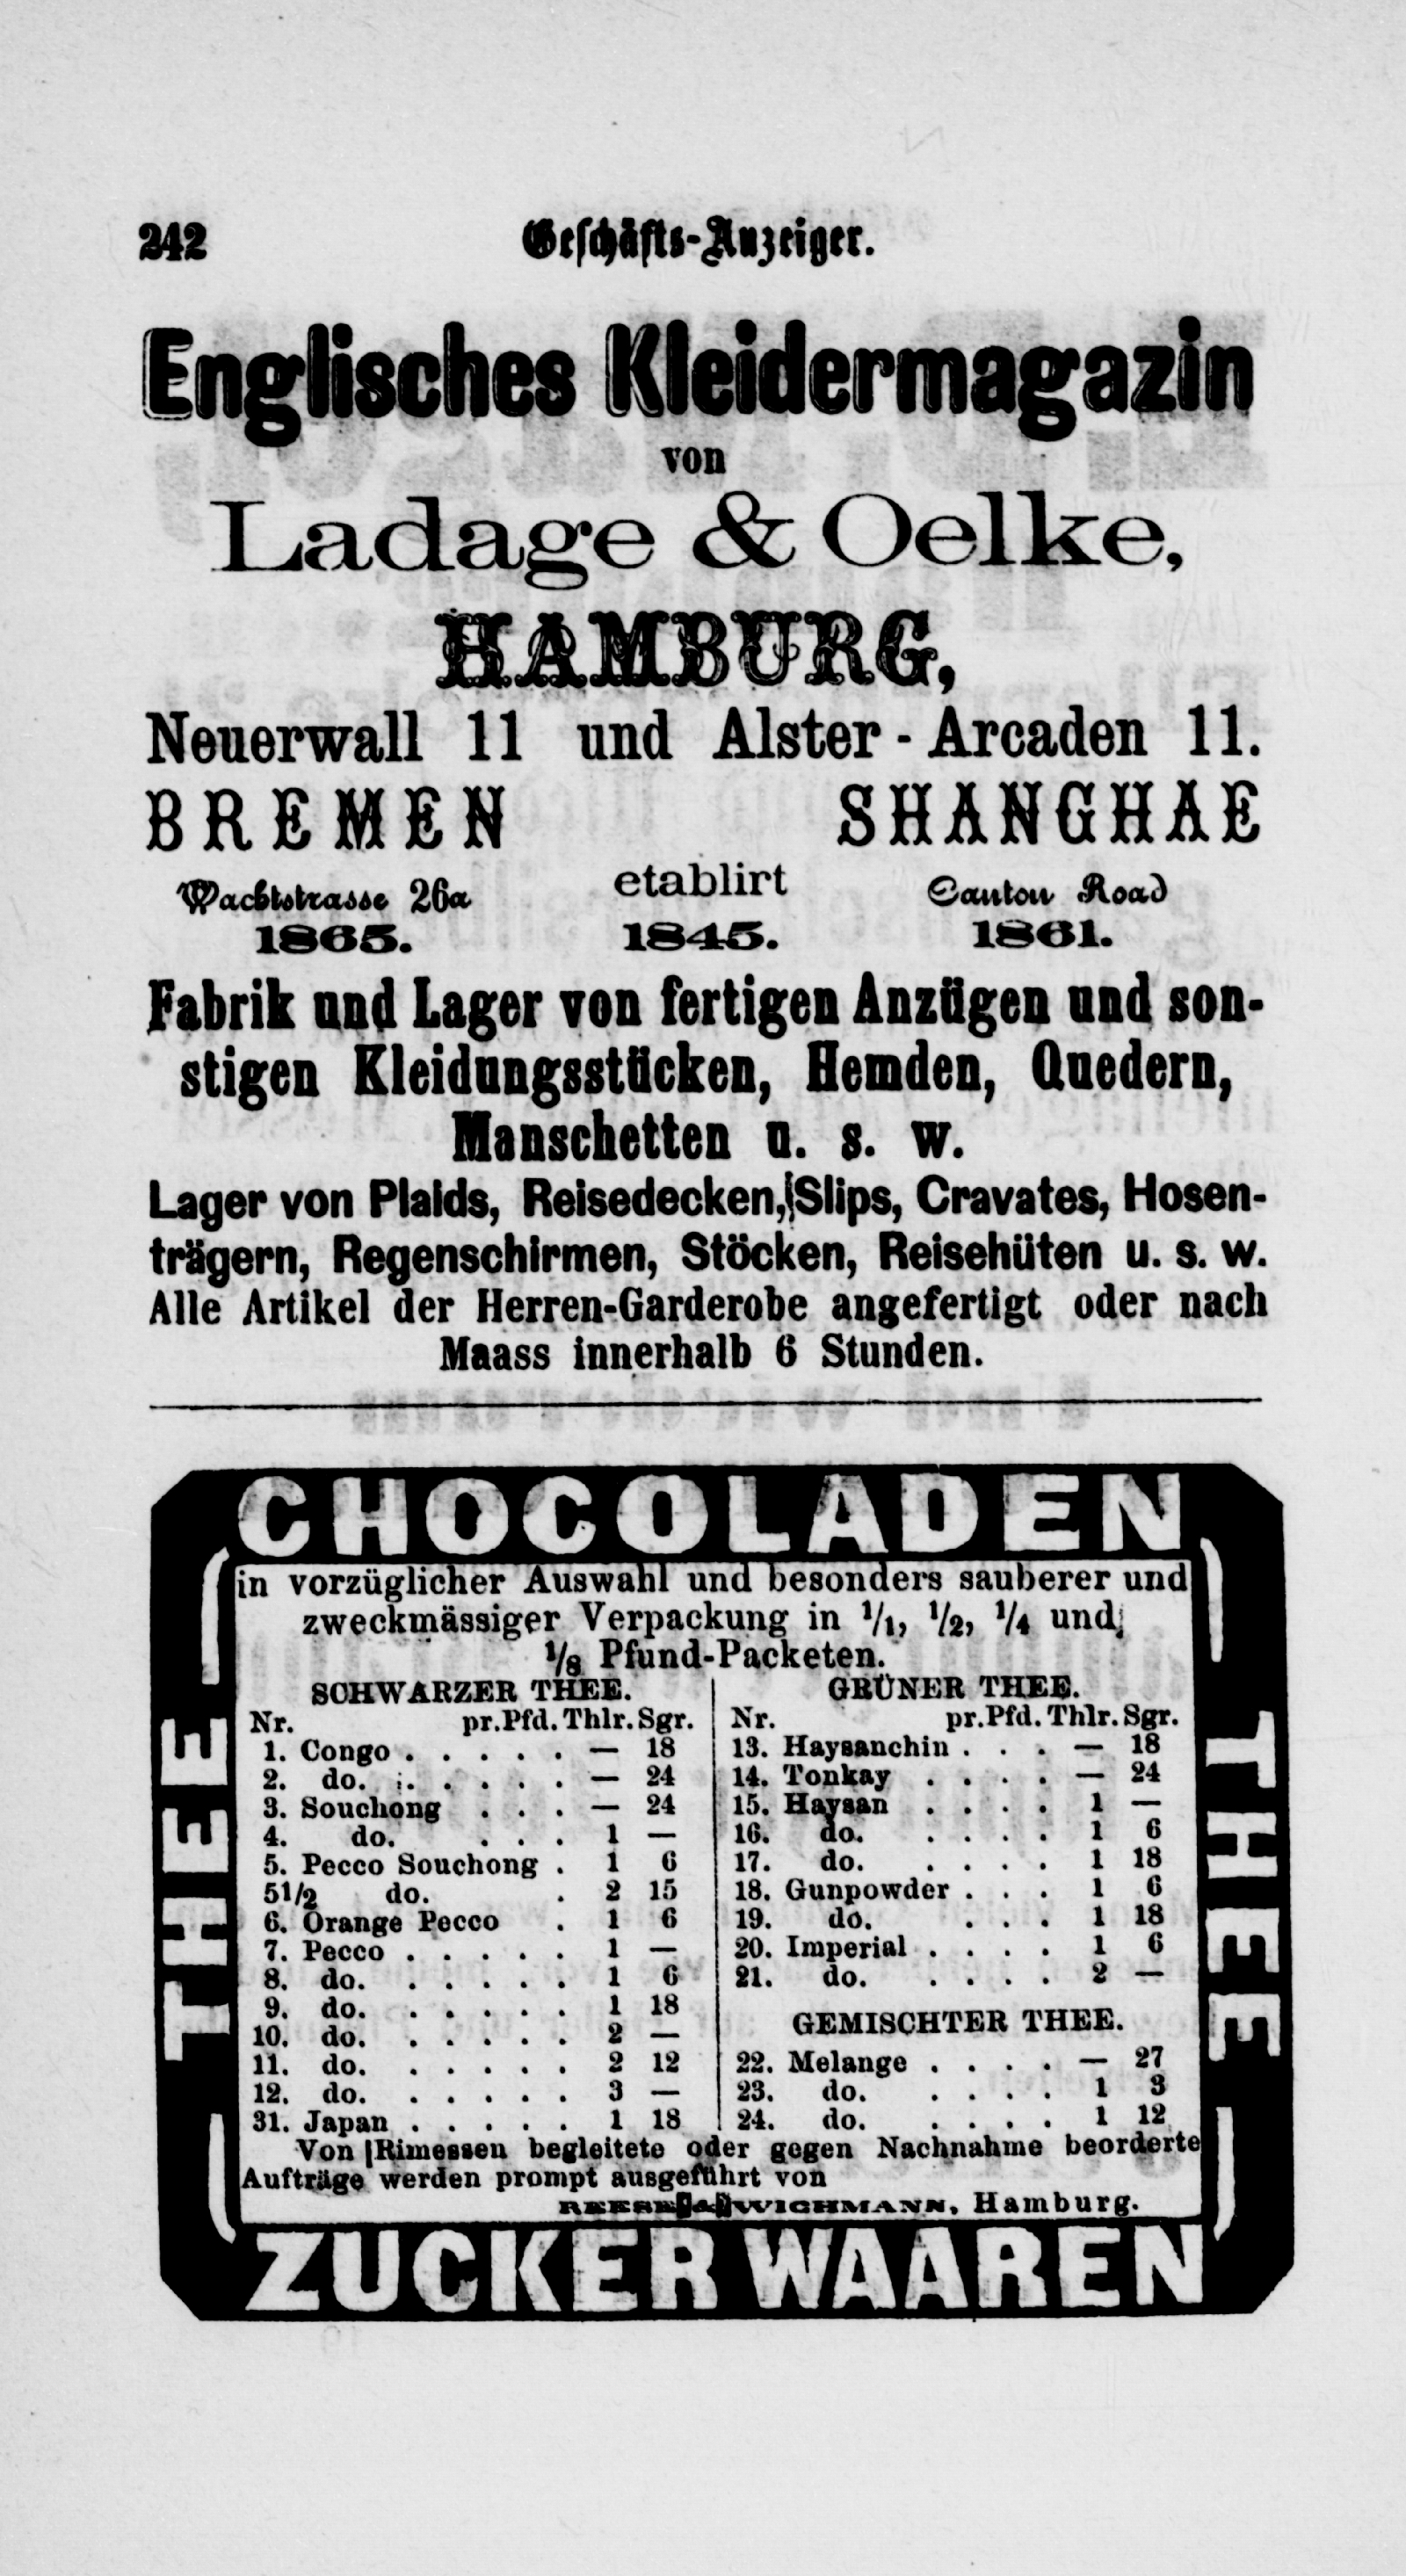 242
Geschäfts-Anzeiger.
Englisches Kleidermagazin
von
Ladage & Oelke,
HAMBURG,
Neuerwall 11 und Alster-Arcaden 11.
BREMEN SHANGHAE
Wachtstrasse 26a etablirt Canton Road
1865. 1845. 1861.
Fabrik und Lager von fertigen Anzügen und son-
stigen Kleidungsstücken, Hemden, Quedern,
Manschetten u. s. w.
Lager von Plaids, Reisedecken, Slips, Cravates, Hosen-
trägern, Regenschirmen, Stöcken, Reisehüten u. s. w.
Alle Artikel der Herren-Garderobe angefertigt oder nach
Maass innerhalb 6 Stunden.
CHOCOLADEN
THEE
in vorzüglicher Auswahl und besonders sauberer und
zweckmässiger Verpackung in 1/1, 1/2, 1/4 und
1/8 Pfund-Packeten.
SCHWARZER THEE.
Nr. pr.Pfd. Thlr. Sgr.
1. Congo . . . . . . — 18
2. do. . . . . . . — 24
3. Souchong . . . — 24
4. do. . . . 1 —
5. Pecco Souchong . 1 6
51/2 do. . 2 15
6. Orange Pecco . 1 6
7. Pecco . . . . . . 1 —
8. do. . . . . . . 1 6
9. do. . . . . . . 1 18
10. do. . . . . . . 2 —
11. do. . . . . . . 2 12
12. do. . . . . . . 3 —
31. Japan . . . . . . 1 18
GRÜNER THEE.
Nr. pr.Pfd. Thlr. Sgr.
13. Haysanchin . . . — 18
14. Tonkay . . . . — 24
15. Haysan . . . . 1 —
16. do. . . . . 1 6
17. do. . . . . 1 18
18. Gunpowder . . . 1 6
19. do. . . . 1 18
20. Imperial . . . . 1 6
21. do. . . . . 2 —
GEMISCHTER THEE.
22. Melange . . . . — 27
23. do. . . . . 1 3
24. do. . . . . 1 12
Von Rimessen begleitete oder gegen Nachnahme beorderte
Aufträge werden prompt ausgeführt von
REESE & WICHMANN, Hamburg.
THEE
ZUCKERWAAREN